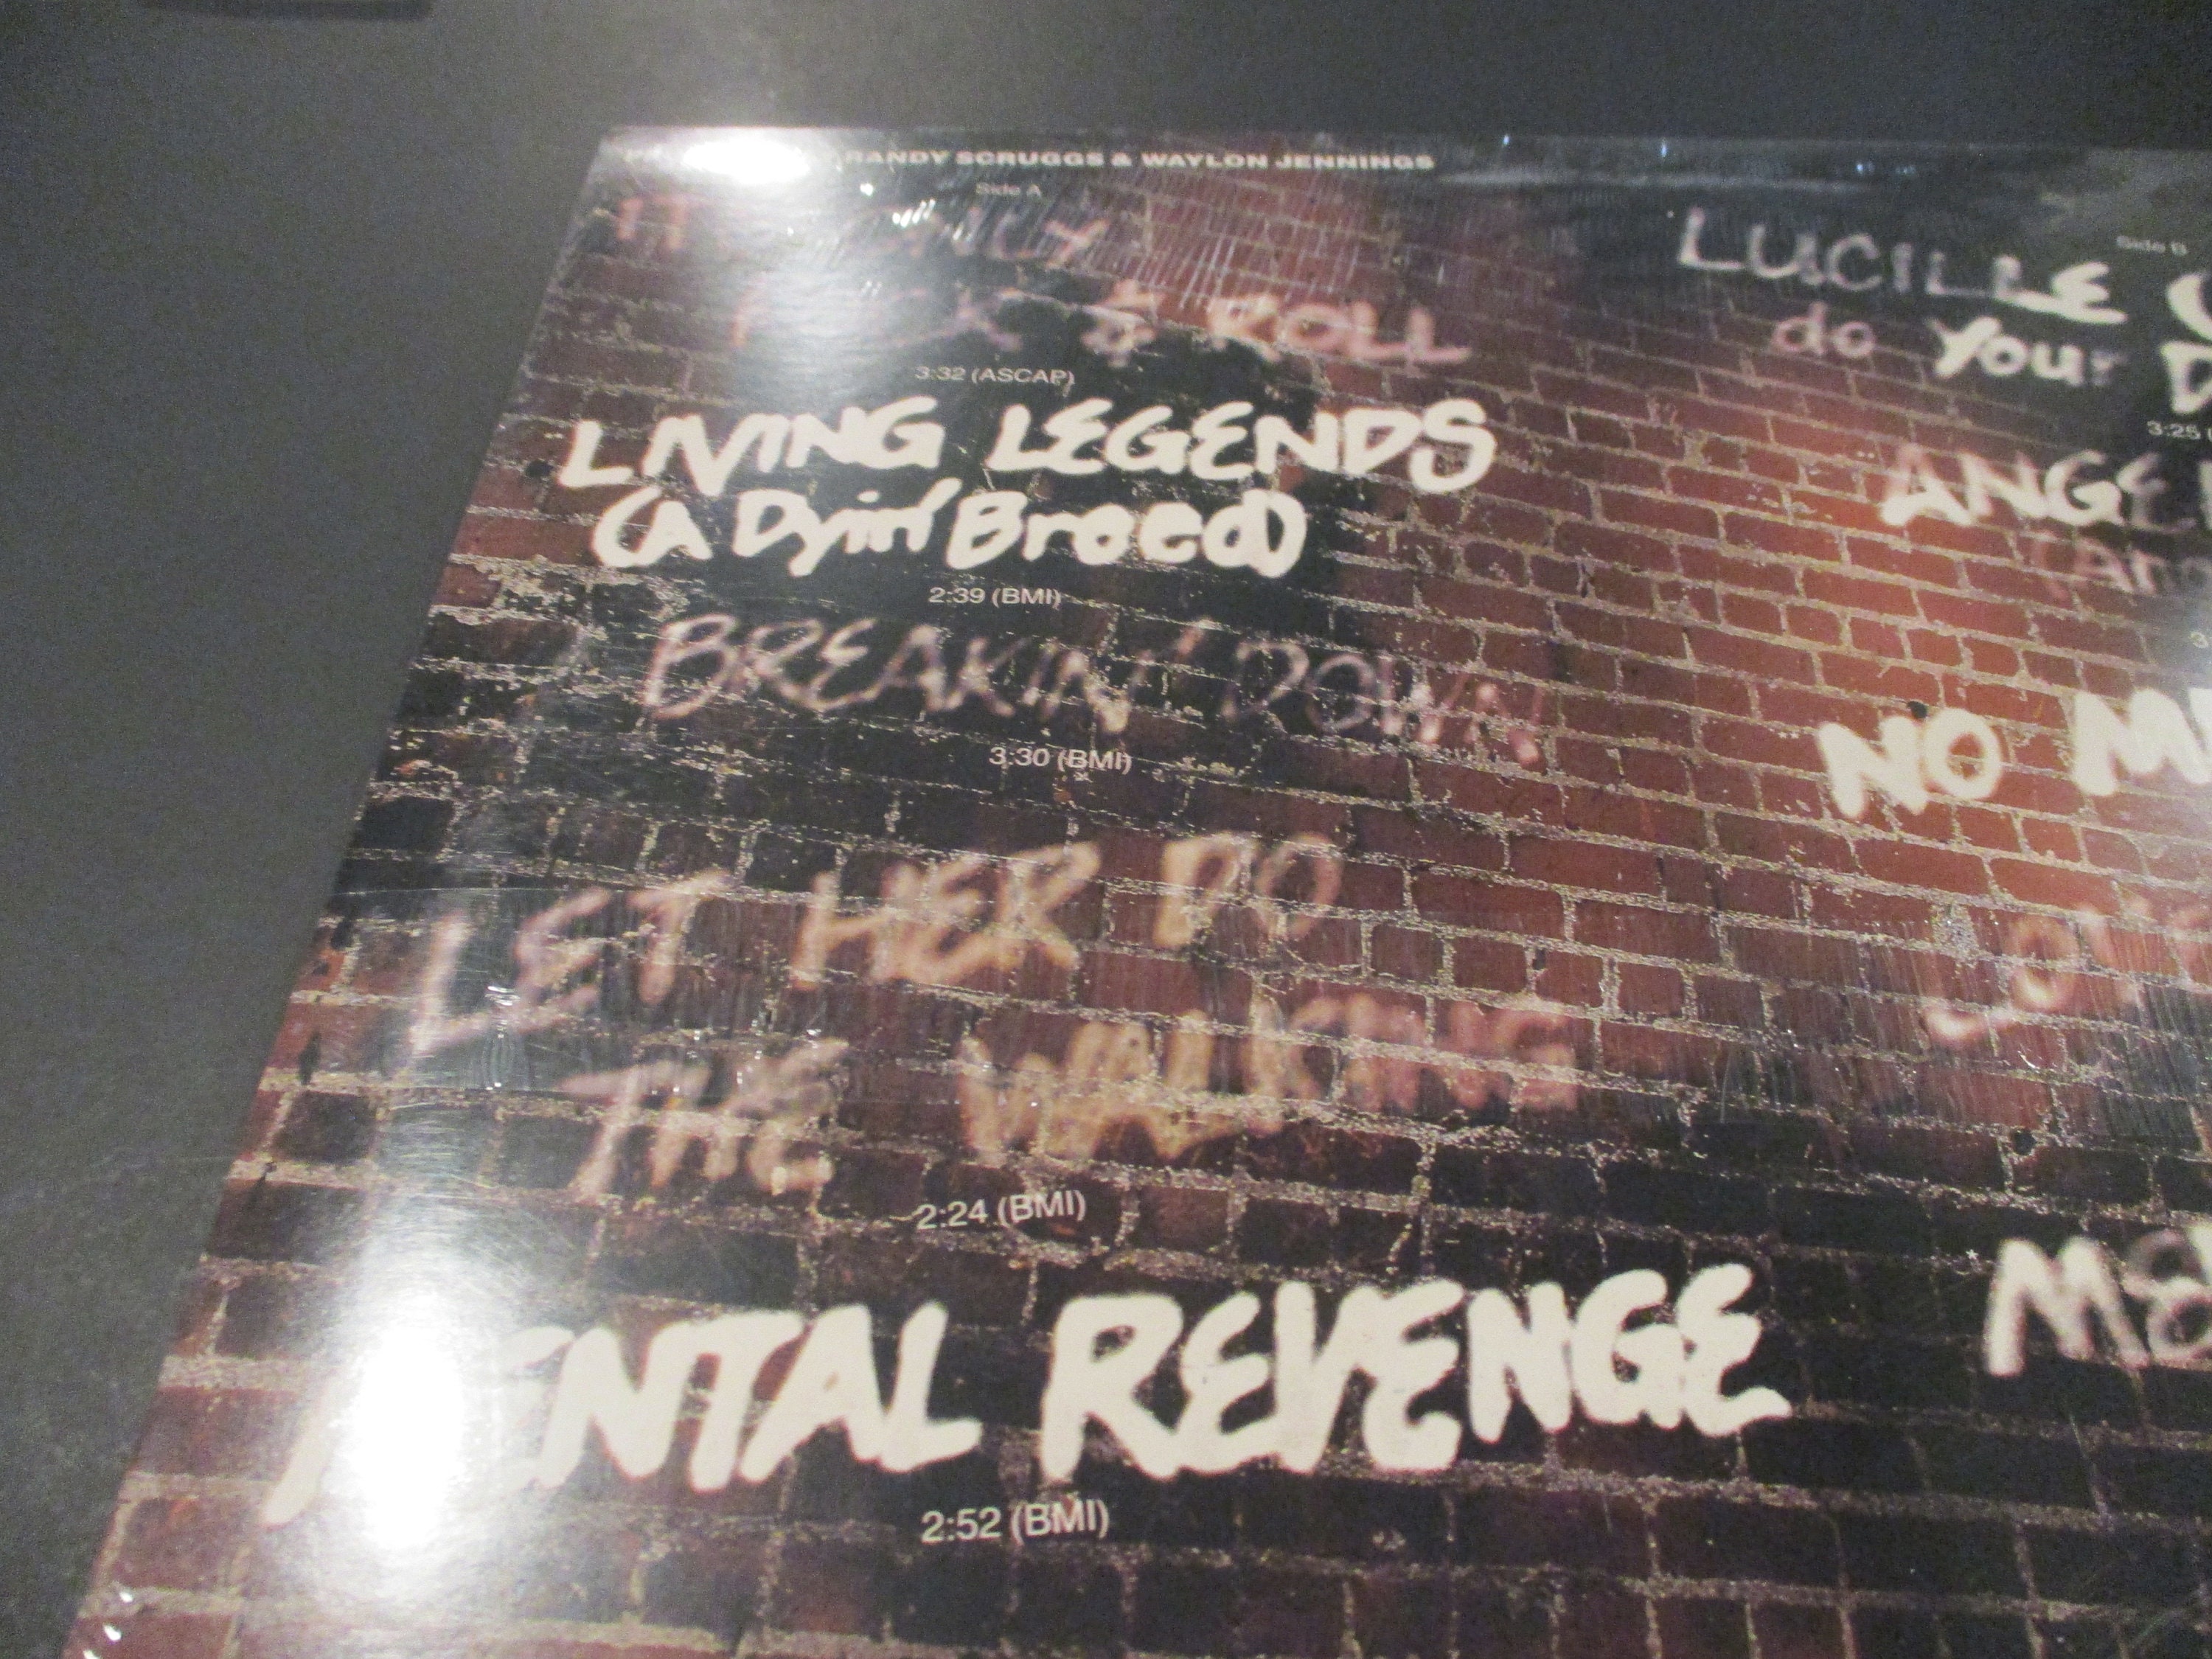 RANDY SCRUGGS & WAYLON JENNINGS
Side A
& ROLL
3:32 (ASCAP)
LIVING LEGENDS
(A Dyin' Breed)
2:39 (BMI)
BREAKIN' DOWN
3:30 (BMI)
LET HER DO
THE WALKING
2:24 (BMI)
MENTAL REVENGE
2:52 (BMI)
Side B
LUCILLE
do Your
3:25
NO